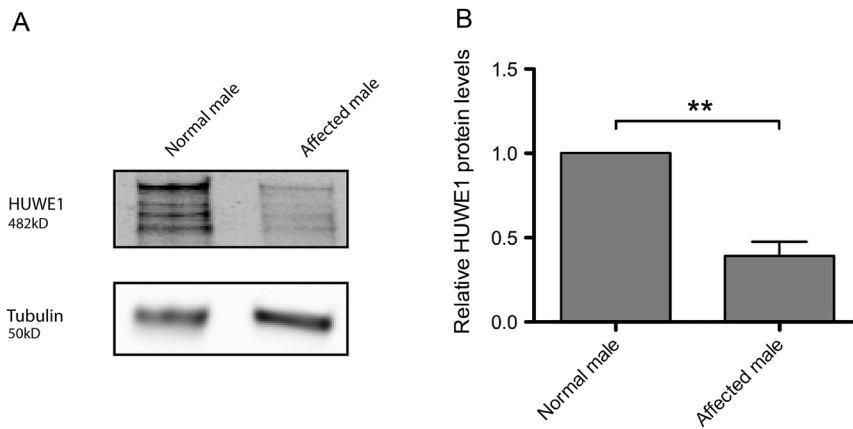 A
Normal male
Affected male
HUWE1
482kD
Tubulin
50kD
B
Relative HUWE1 protein levels
1.5
1.0
0.5
0.0
**
Normal male
Affected male